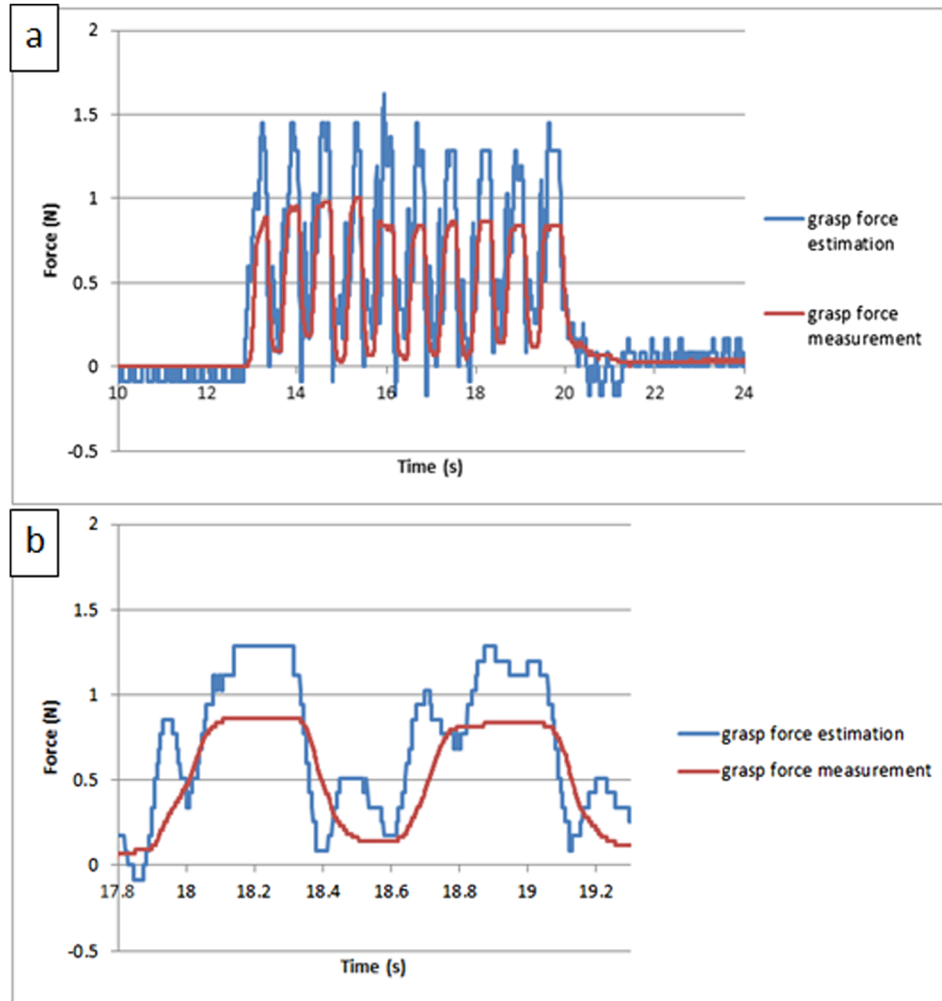 a
2
1.5
1
0.5
0
-0.5
10 12 14 16 18 20 22 24
Force (N)
Time (s)
grasp force
estimation
grasp force
measurement
b
2
1.5
1
0.5
0
-0.5
17.8 18 18.2 18.4 18.6 18.8 19 19.2
Force (N)
Time (s)
grasp force estimation
grasp force measurement